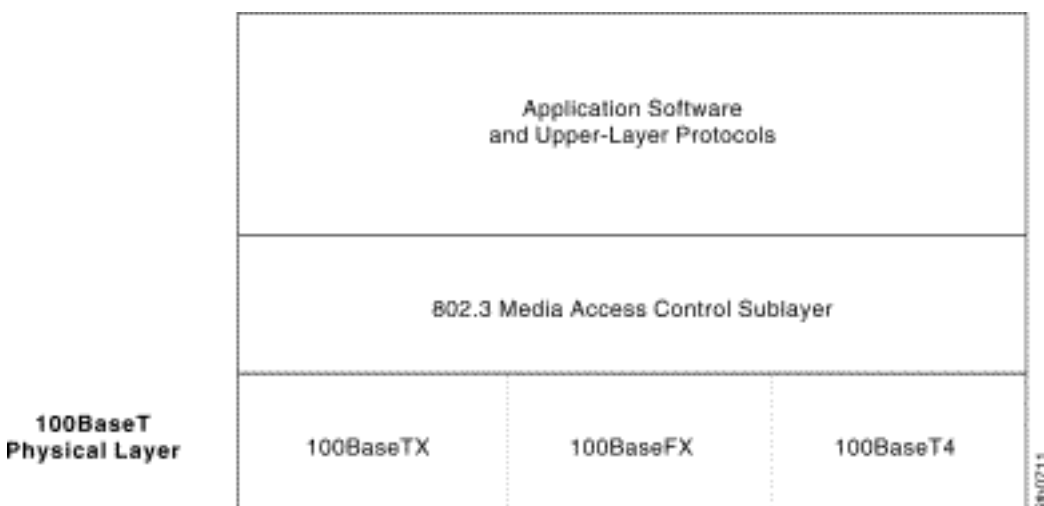 Application Software
and Upper-Layer Protocols
802.3 Media Access Control Sublayer
100BaseT
Physical Layer
100BaseTX
100BaseFX
100BaseT4